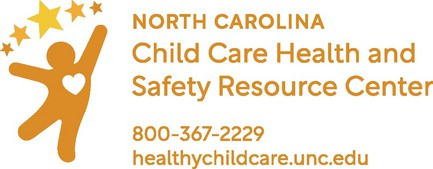 NORTH CAROLINA
Child Care Health and
Safety Resource Center
800-367-2229
healthychildcare.unc.edu